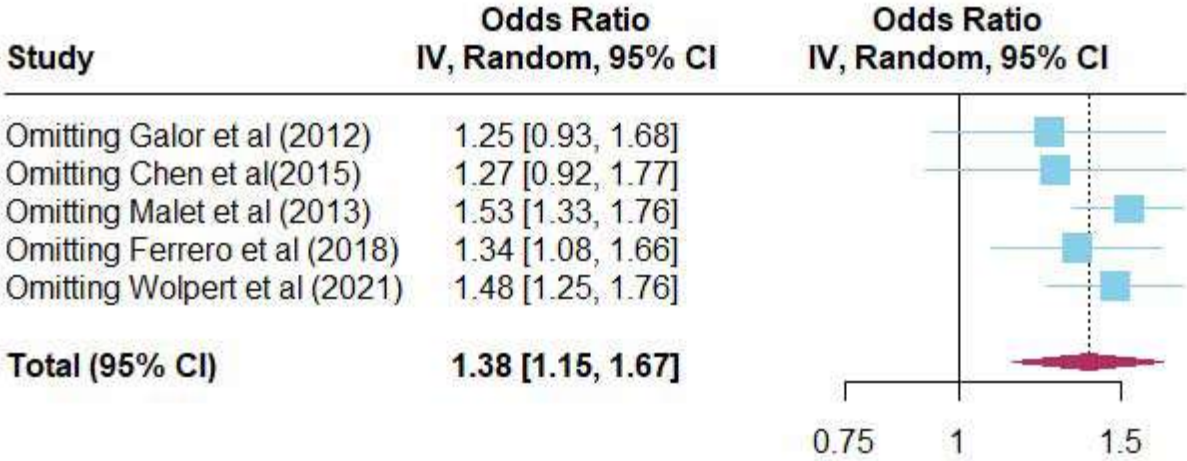 Odds Ratio Odds Ratio
Study IV, Random, 95% CI IV, Random, 95% CI
Omitting Galor et al (2012) 1.25 [0.93, 1.68]
Omitting Chen et al(2015) 1.27 [0.92, 1.77]
Omitting Malet et al (2013) 1.53 [1.33, 1.76]
Omitting Ferrero et al (2018) 1.34 [1.08, 1.66]
Omitting Wolpert et al (2021) 1.48 [1.25, 1.76]
Total (95% CI) 1.38 [1.15, 1.67]
0.75 1 1.5